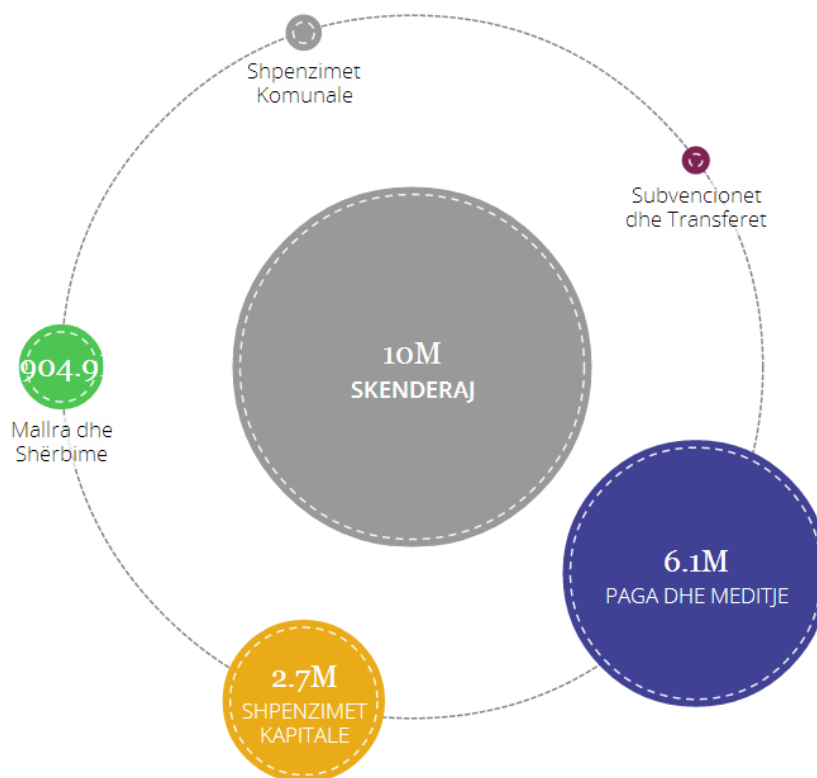 Shpenzimet
Komunale
Subvencionet
dhe Transferet
10M
SKENDERAJ
904.9
Mallra dhe
Shërbime
6.1M
PAGA DHE MEDITJE
2.7M
SHPENZIMET
KAPITALE